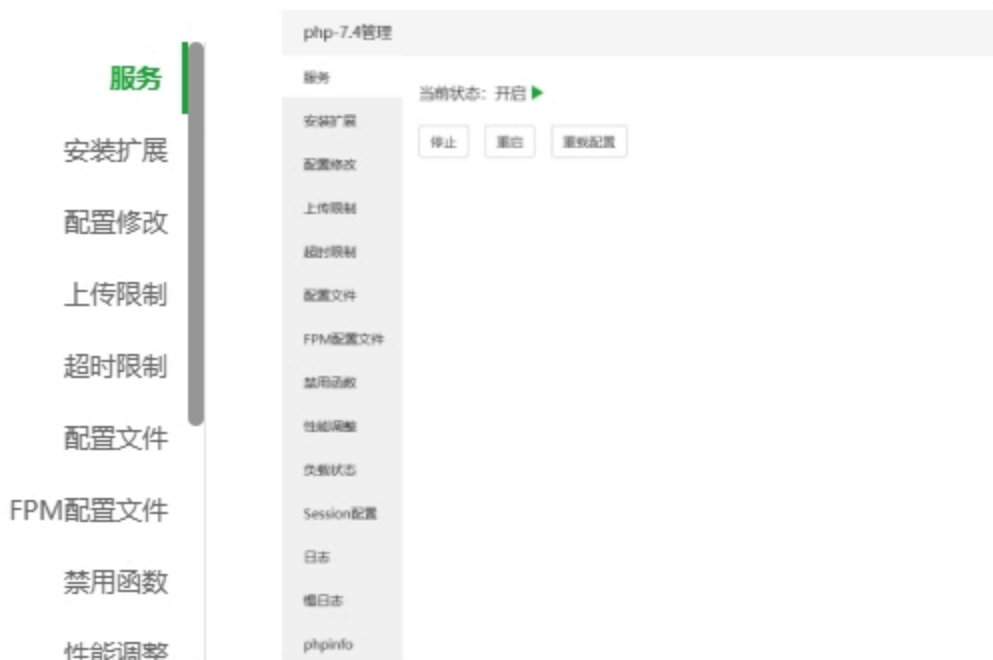 服务
安装扩展
配置修改
上传限制
超时限制
配置文件
FPM配置文件
禁用函数
性能调整
php-7.4管理
服务
安装扩展
配置修改
上传限制
超时限制
配置文件
FPM配置文件
禁用函数
性能调整
负载状态
Session配置
日志
慢日志
phpinfo
当前状态：开启
停止 重启 重载配置